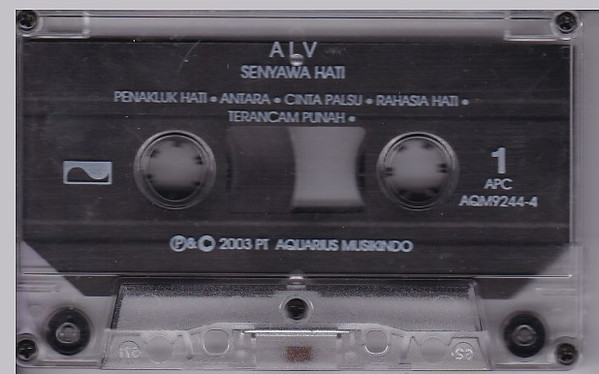 ALV
SENYAWA HATI
PENAKLUK HATI • ANTARA • CINTA PALSU • RAHASIA HATI •
TERANCAM PUNAH •
1
APC
AQM9244-4
℗&© 2003 PT AQUARIUS MUSIKINDO